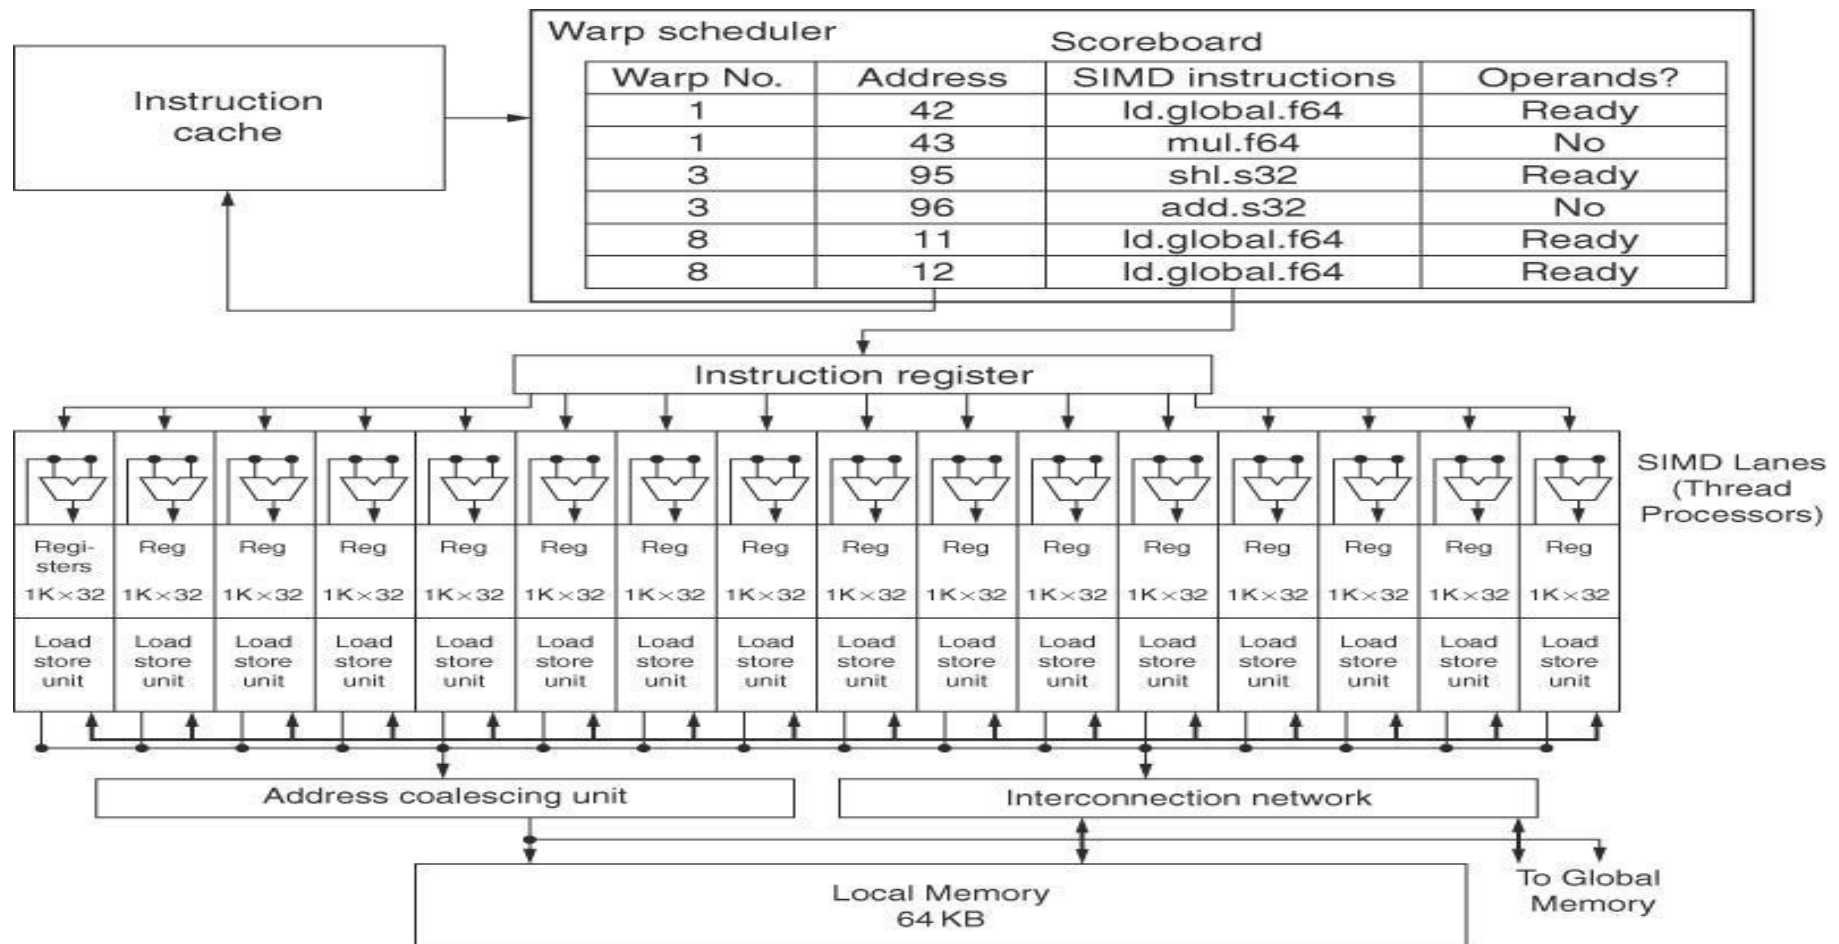 Warp scheduler
Scoreboard
Instruction
cache
Warp No. Address SIMD instructions Operands?
1 42 ld.global.f64 Ready
1 43 mul.f64 No
3 95 shl.s32 Ready
3 96 add.s32 No
8 11 ld.global.f64 Ready
8 12 ld.global.f64 Ready
Instruction register
SIMD Lanes
(Thread
Processors)
Regi- Reg Reg Reg Reg Reg Reg Reg Reg Reg Reg Reg Reg Reg Reg Reg
sters
1K×32 1K×32 1K×32 1K×32 1K×32 1K×32 1K×32 1K×32 1K×32 1K×32 1K×32 1K×32 1K×32 1K×32 1K×32 1K×32
Load Load Load Load Load Load Load Load Load Load Load Load Load Load Load Load
store store store store store store store store store store store store store store store store
unit unit unit unit unit unit unit unit unit unit unit unit unit unit unit unit
Address coalescing unit
Interconnection network
Local Memory
64 KB
To Global
Memory